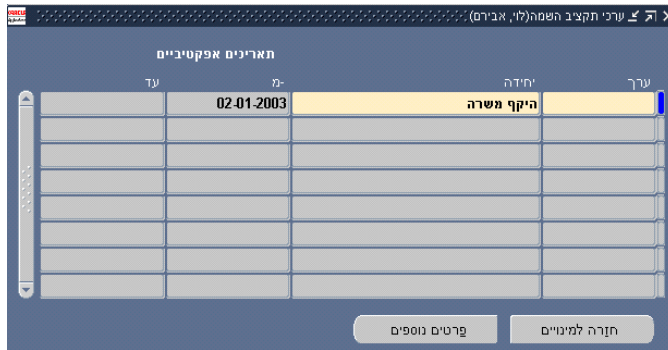 ערכי תקציב השמה(לוי, אבירם)
תאריכים אפקטיביים
ערך יחידה מ- עד
היקף משרה 02-01-2003
חזרה למינויים פרטים נוספים